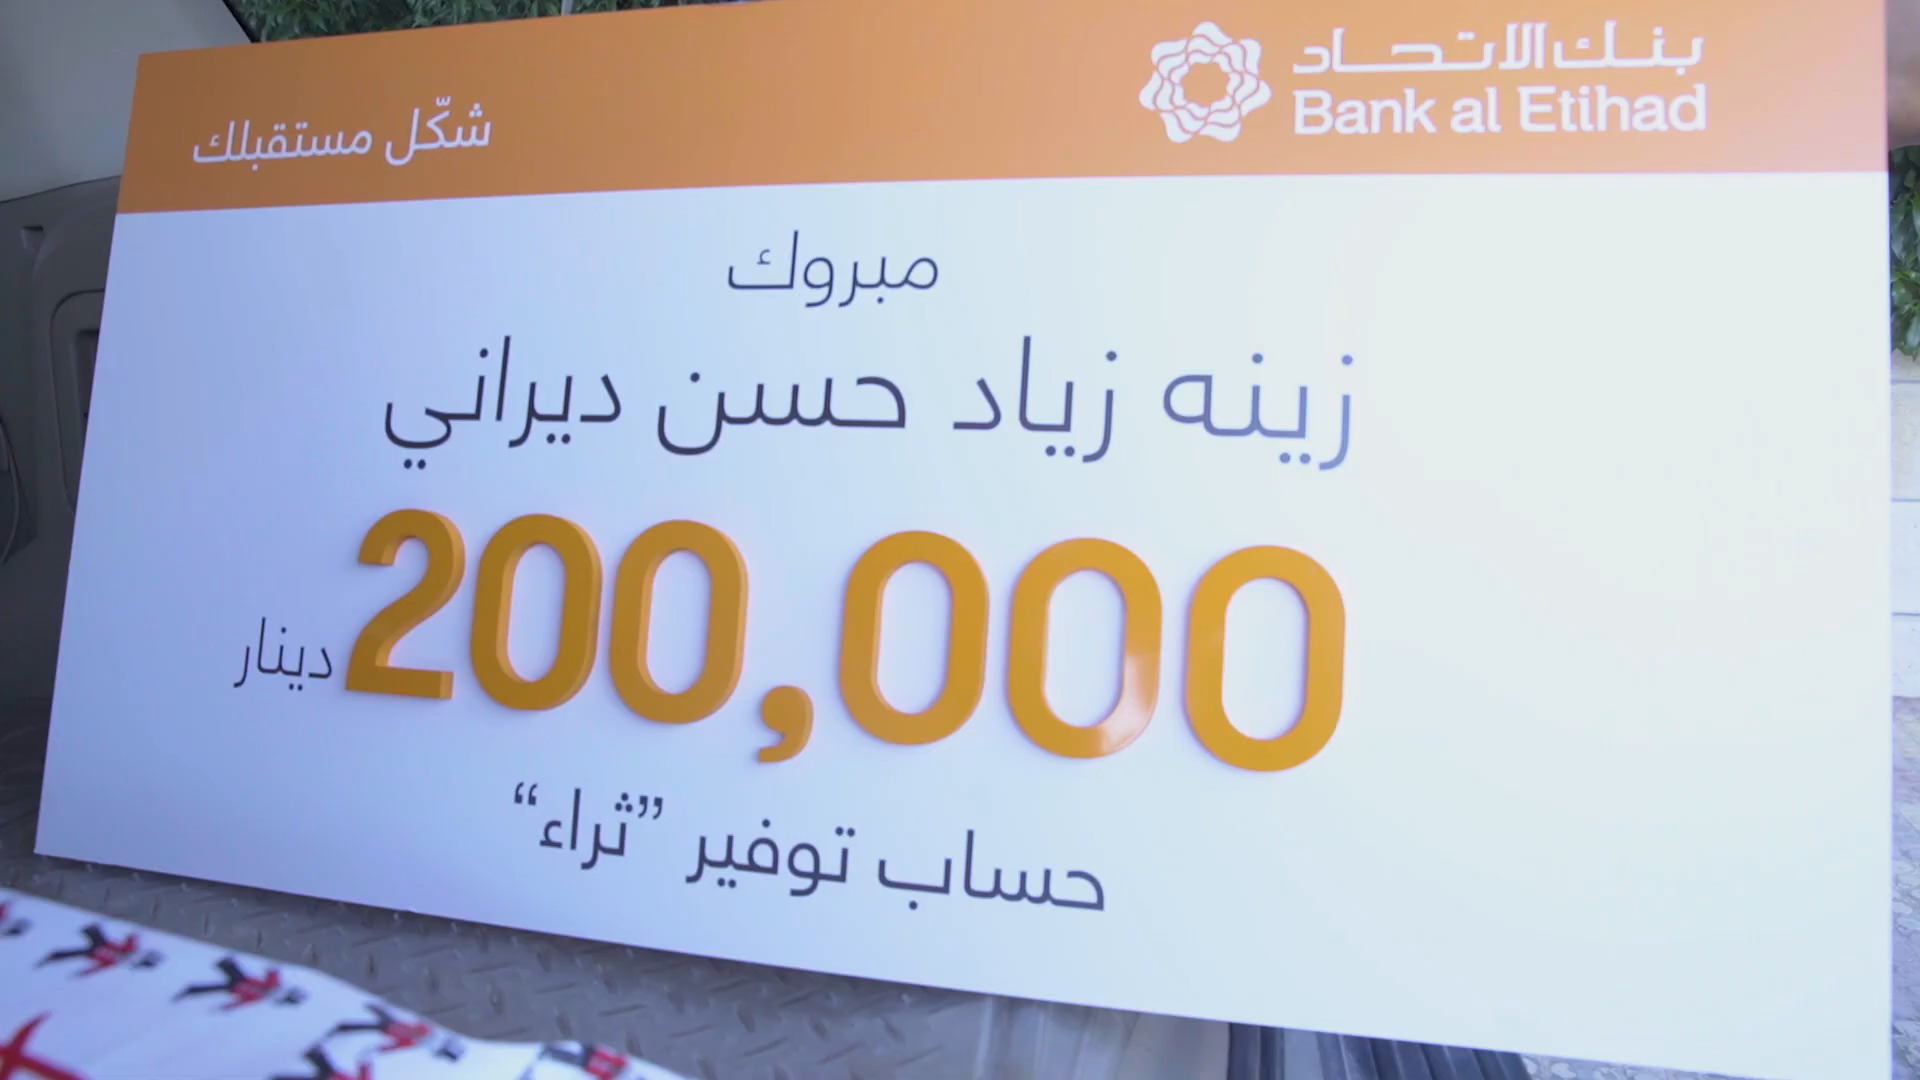 بنك الاتحاد
Bank al Etihad
شكّل مستقبلك
مبروك
زينه زياد حسن ديراني
200,000 دينار
حساب توفير ”ثراء“